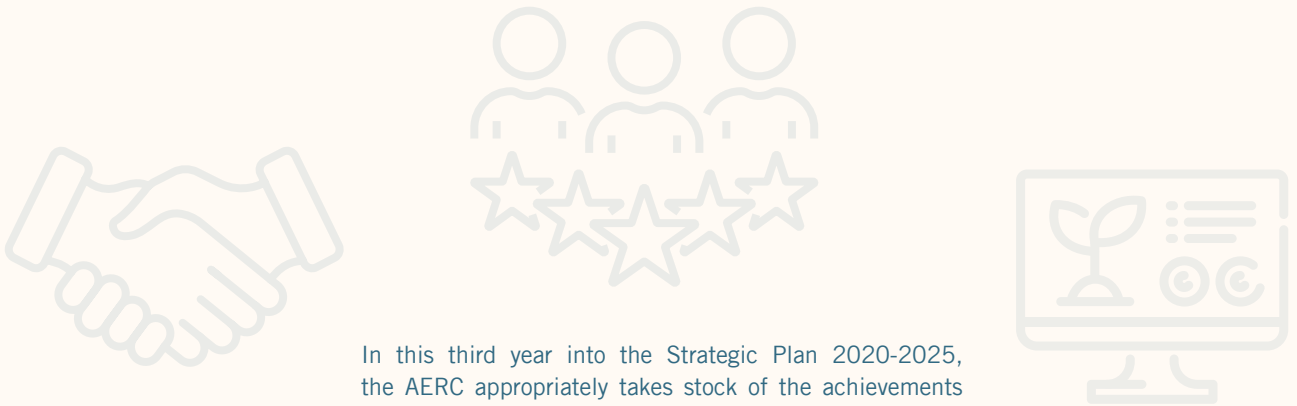 In this third year into the Strategic Plan 2020-2025,
the AERC appropriately takes stock of the achievements